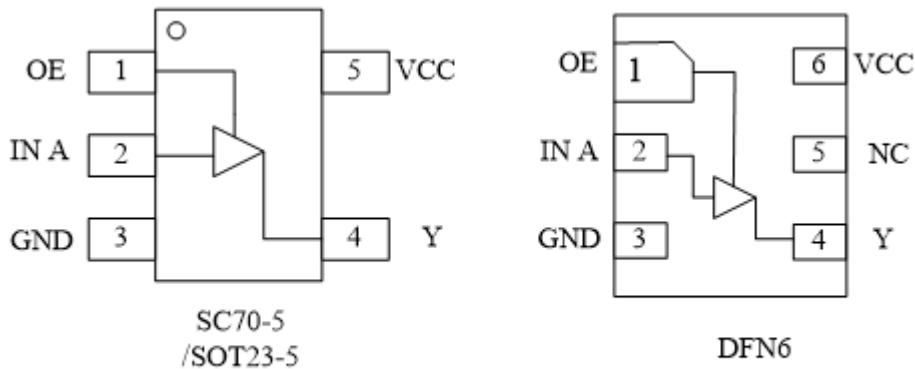 OE 1 5 VCC
IN A 2
GND 3 4 Y
SC70-5
/SOT23-5
OE 1 6 VCC
IN A 2 5 NC
GND 3 4 Y
DFN6